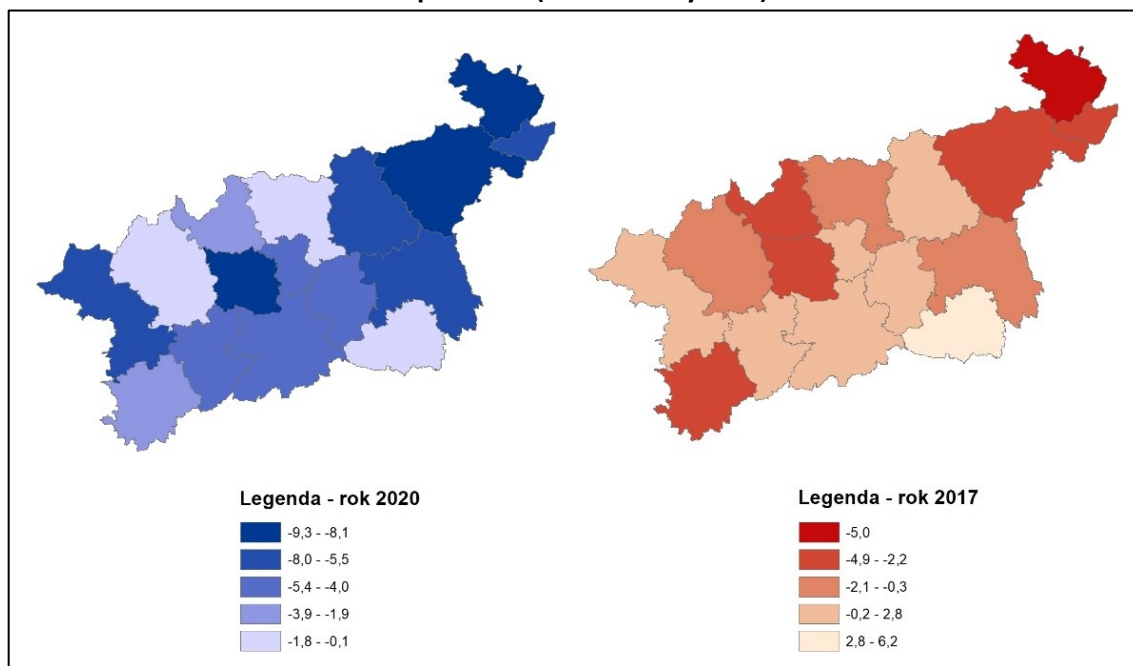 Legenda - rok 2020
-9,3 - -8,1
-8,0 - -5,5
-5,4 - -4,0
-3,9 - -1,9
-1,8 - -0,1
Legenda - rok 2017
-5,0
-4,9 - -2,2
-2,1 - -0,3
-0,2 - 2,8
2,8 - 6,2